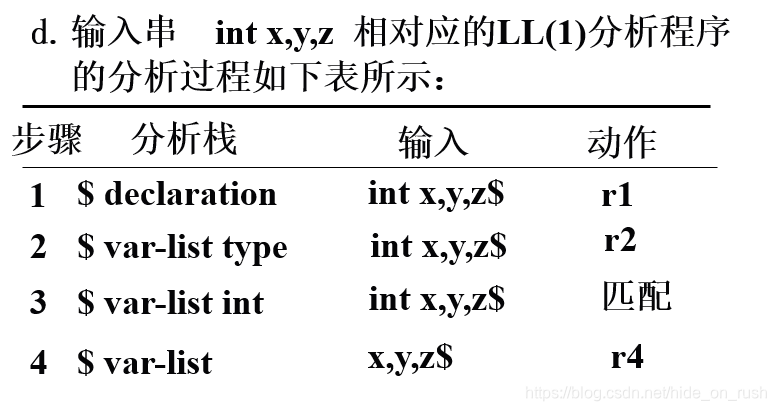 d. 输入串 int x,y,z 相对应的LL(1)分析程序
的分析过程如下表所示：
步骤 分析栈 输入 动作
1 $ declaration int x,y,z$ r1
2 $ var-list type int x,y,z$ r2
3 $ var-list int int x,y,z$ 匹配
4 $ var-list x,y,z$ r4
https://blog.csdn.net/hide_on_rush